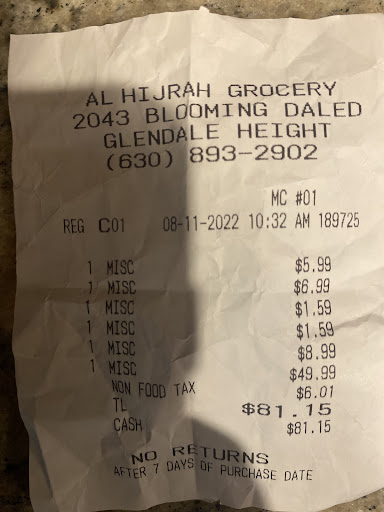 AL HIJRAH GROCERY
2043 BLOOMING DALED
GLENDALE HEIGHT
(630) 893-2902
MC #01
REG C01 08-11-2022 10:32 AM 189725
1 MISC $5.99
1 MISC $6.99
1 MISC $1.59
1 MISC $1.59
1 MISC $8.99
1 MISC $49.99
NON FOOD TAX $6.01
TL $81.15
CASH $81.15
NO RETURNS
AFTER 7 DAYS OF PURCHASE DATE